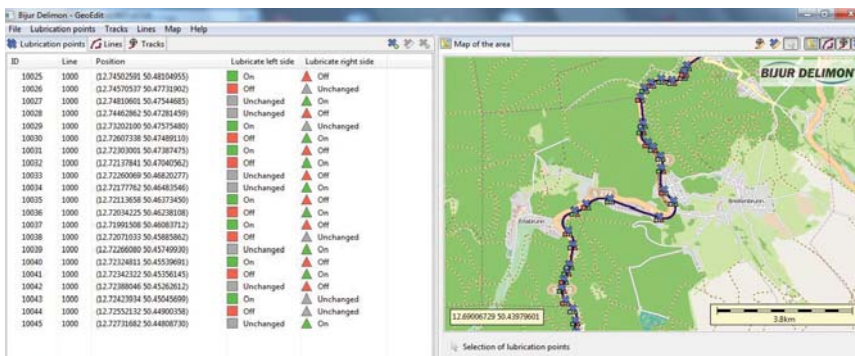 Bijur Delimon - GeoEdit
File Lubrication points Tracks Lines Map Help
Lubrication points Lines Tracks
Map of the area
ID Line Position Lubricate left side Lubricate right side
10025 1000 (12.74502591 50.48104955) On Off
10026 1000 (12.74570537 50.47731902) Off Unchanged
10027 1000 (12.74810601 50.47544685) Unchanged On
10028 1000 (12.74462862 50.47281459) Unchanged Off
10029 1000 (12.73202100 50.47575480) On Unchanged
10030 1000 (12.72607338 50.47489110) Off On
10031 1000 (12.72303001 50.47387475) On Off
10032 1000 (12.72137841 50.47040562) Off On
10033 1000 (12.72260069 50.46820277) Unchanged Off
10034 1000 (12.72177762 50.46483546) Unchanged On
10035 1000 (12.72113658 50.46373450) On Off
10036 1000 (12.72034225 50.46238108) Off On
10037 1000 (12.71991508 50.46083712) On Off
10038 1000 (12.72071033 50.45885862) Off Unchanged
10039 1000 (12.72266080 50.45749930) Unchanged On
10040 1000 (12.72324811 50.45539691) On Off
10041 1000 (12.72342322 50.45356145) Off On
10042 1000 (12.72388046 50.45262612) Unchanged Off
10043 1000 (12.72423934 50.45045699) On Unchanged
10044 1000 (12.72552132 50.44900358) Off Unchanged
10045 1000 (12.72731682 50.44808730) Unchanged On
BIJUR DELIMON
Erlabrunn
Breitenbrunn
12.69006729 50.43979601
3.8km
Selection of lubrication points